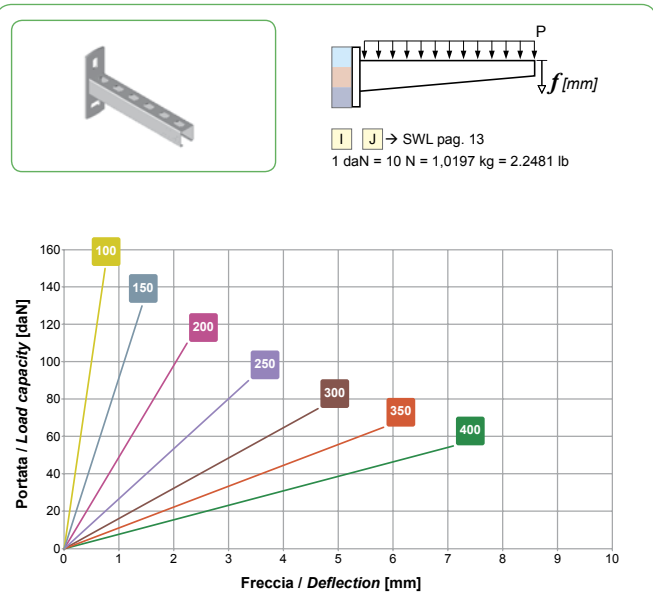 P
f [mm]
I J → SWL pag. 13
1 daN = 10 N = 1,0197 kg = 2.2481 lb
Portata / Load capacity [daN]
160
140
120
100
80
60
40
20
0
100
150
200
250
300
350
400
0 1 2 3 4 5 6 7 8 9 10
Freccia / Deflection [mm]